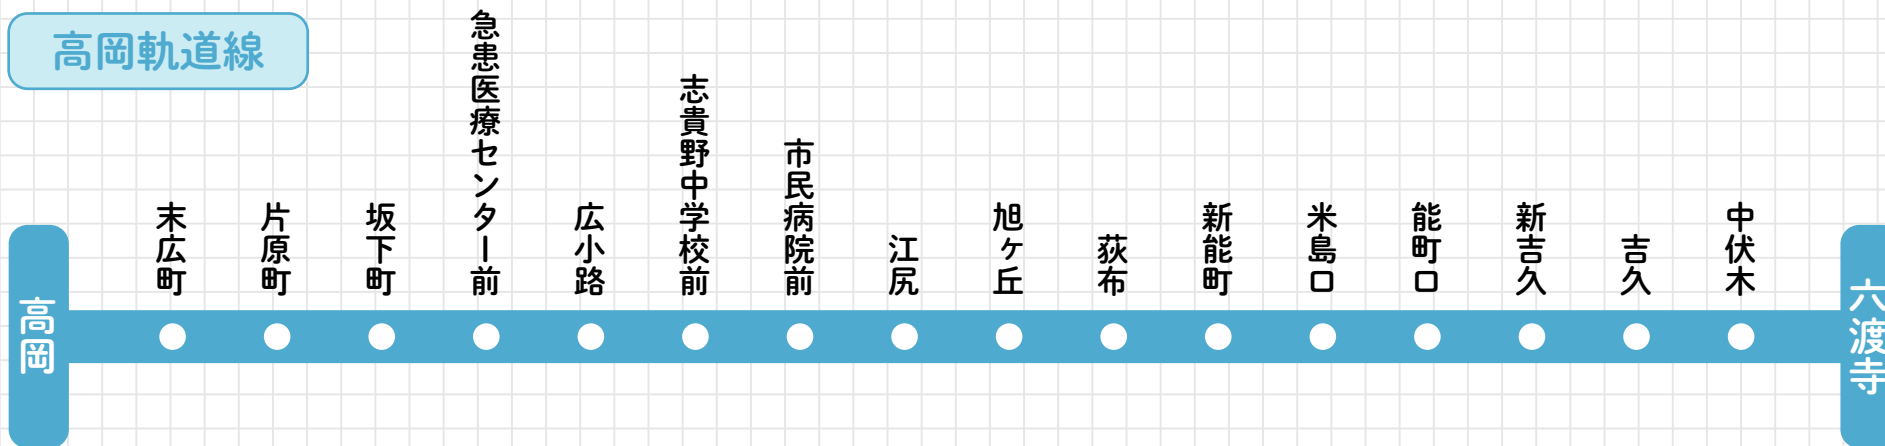 高岡軌道線
高岡
末広町
片原町
坂下町
急患医療センター前
広小路
志貴野中学校前
市民病院前
江尻
旭ヶ丘
荻布
新能町
米島口
能町口
新吉久
吉久
中伏木
六渡寺